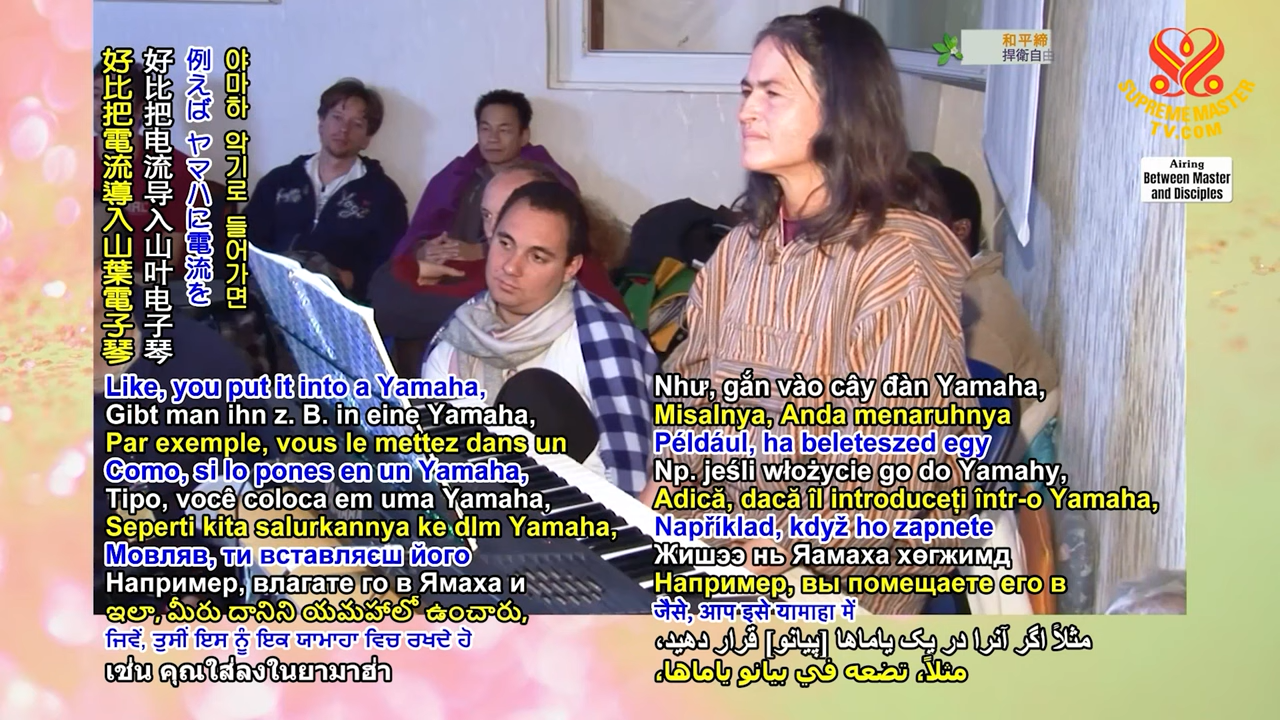 야마하 악기로 들어가면
例えば ヤマハに電流を
好比把电流导入山叶电子琴
好比把電流導入山葉電子琴
和平締
捍衛自由
SUPREME MASTER
TV.COM
Airing
Between Master
and Disciples
Like, you put it into a Yamaha,
Gibt man ihn z. B. in eine Yamaha,
Par exemple, vous le mettez dans un
Como, si lo pones en un Yamaha,
Tipo, você coloca em uma Yamaha,
Seperti kita salurkannya ke dlm Yamaha,
Мовляв, ти вставляєш його
Например, влагате го в Ямаха и
ఇలా, మీరు దానిని యమహాలో ఉంచారు,
ਜਿਵੇਂ, ਤੁਸੀਂ ਇਸ ਨੂੰ ਇਕ ਯਾਮਾਹਾ ਵਿਚ ਰਖਦੇ ਹੋ
เช่น คุณใส่ลงในยามาฮ่า
Như, gắn vào cây đàn Yamaha,
Misalnya, Anda menaruhnya
Például, ha beleteszed egy
Np. jeśli włożycie go do Yamahy,
Adică, dacă îl introduceți într-o Yamaha,
Například, když ho zapnete
Жишээ нь Яамаха хөгжимд
Например, вы помещаете его в
जैसे, आप इसे यामाहा में
مثلاً اگر آنرا در یک یاماها [پیانو] قرار دهید،
مثلاً، تضعه في بيانو ياماها،